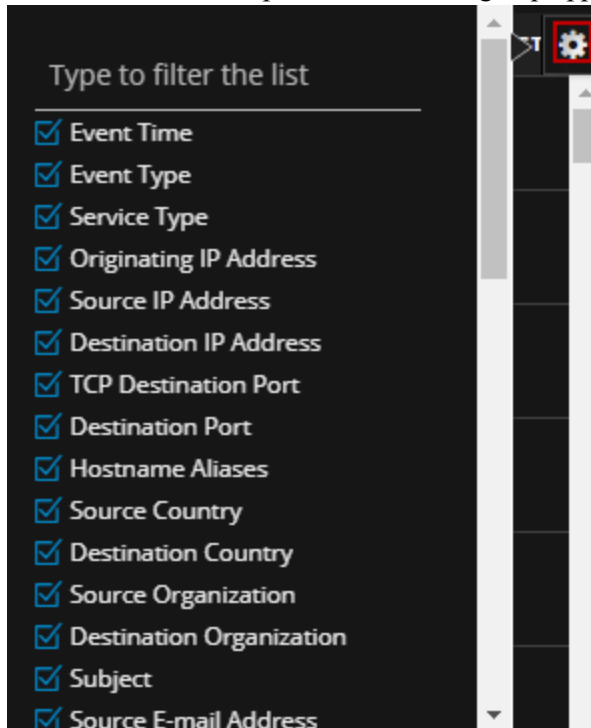 Type to filter the list
Event Time
Event Type
Service Type
Originating IP Address
Source IP Address
Destination IP Address
TCP Destination Port
Destination Port
Hostname Aliases
Source Country
Destination Country
Source Organization
Destination Organization
Subject
Source E-mail Address